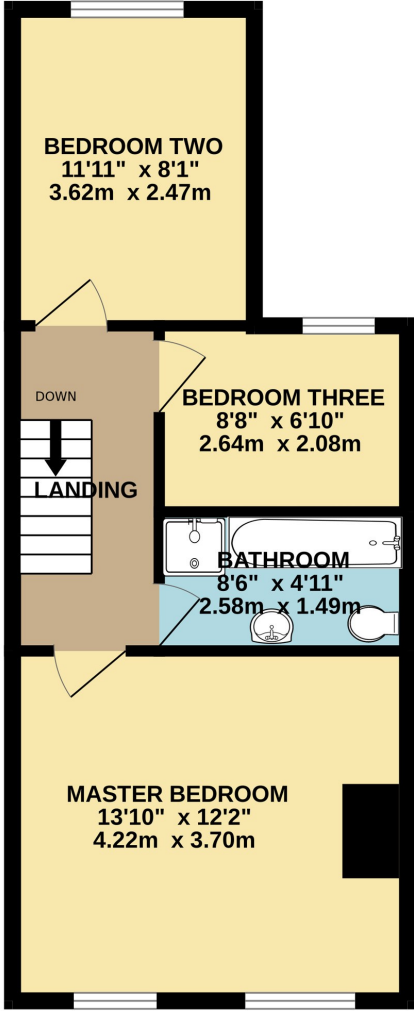 BEDROOM TWO
11'11" x 8'1"
3.62m x 2.47m
BEDROOM THREE
8'8" x 6'10"
2.64m x 2.08m
DOWN
LANDING
BATHROOM
8'6" x 4'11"
2.58m x 1.49m
MASTER BEDROOM
13'10" x 12'2"
4.22m x 3.70m